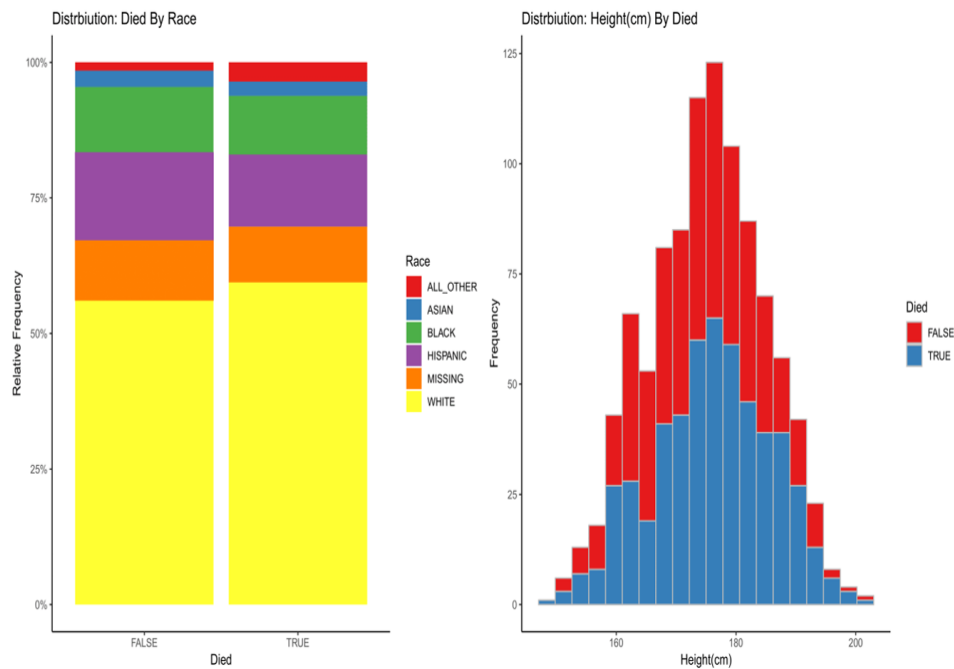 Distrbiution: Died By Race
100%
75%
50%
25%
0%
Relative Frequency
FALSE
TRUE
Died
Race
ALL_OTHER
ASIAN
BLACK
HISPANIC
MISSING
WHITE
Distrbiution: Height(cm) By Died
125
100
75
50
25
0
Frequency
160
180
200
Height(cm)
Died
FALSE
TRUE